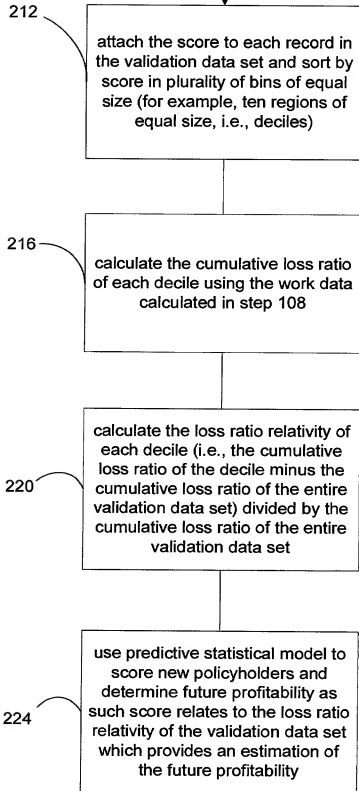 212
attach the score to each record in
the validation data set and sort by
score in plurality of bins of equal
size (for example, ten regions of
equal size, i.e., deciles)
216
calculate the cumulative loss ratio
of each decile using the work data
calculated in step 108
220
calculate the loss ratio relativity of
each decile (i.e., the cumulative
loss ratio of the decile minus the
cumulative loss ratio of the entire
validation data set) divided by the
cumulative loss ratio of the entire
validation data set
224
use predictive statistical model to
score new policyholders and
determine future profitability as
such score relates to the loss ratio
relativity of the validation data set
which provides an estimation of
the future profitability